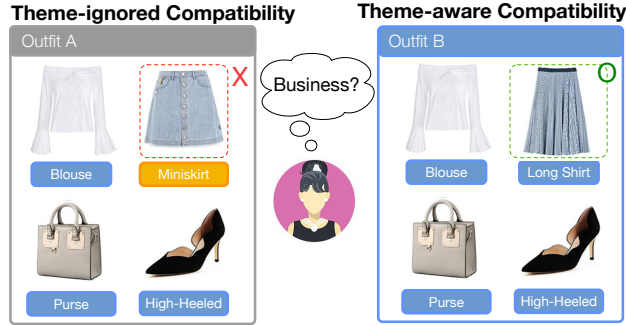 Theme-ignored Compatibility
Theme-aware Compatibility
Outfit A
X
Blouse
Miniskirt
Purse
High-Heeled
Business?
Outfit B
O
Blouse
Long Shirt
Purse
High-Heeled